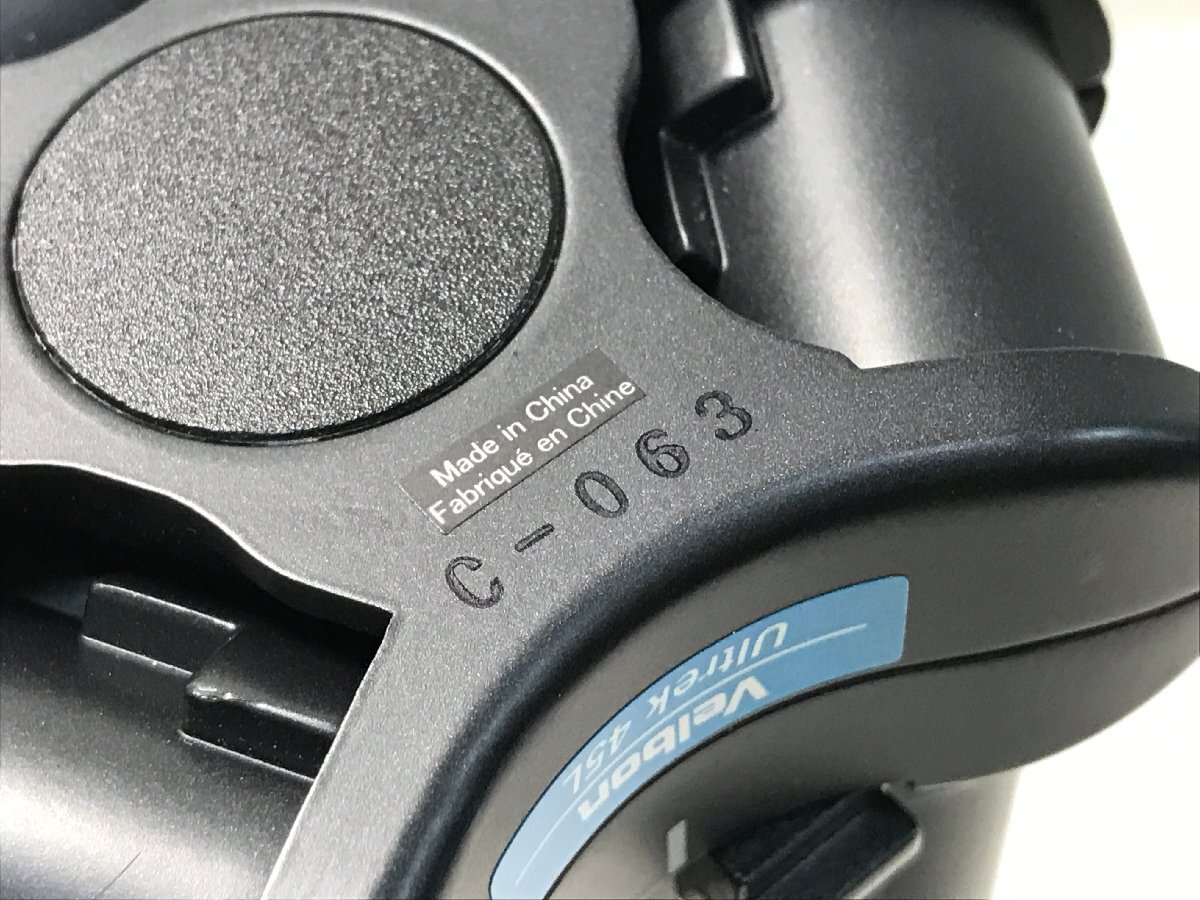 Made in China
Fabriqué en Chine
C-063
Velbon
Ultrek 45L